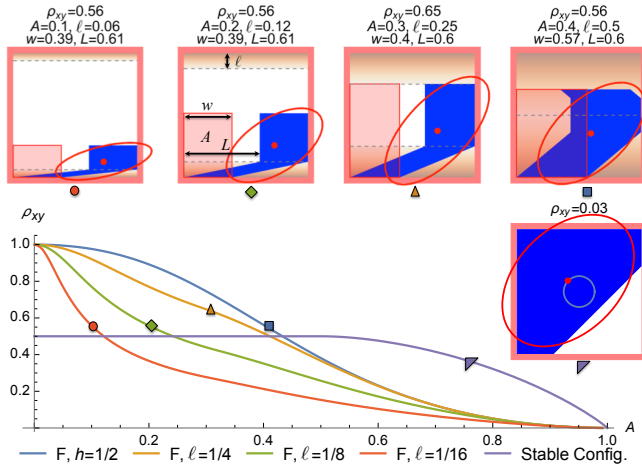 ρxy=0.56
A=0.1, ℓ=0.06
w=0.39, L=0.61
ρxy=0.56
A=0.2, ℓ=0.12
w=0.39, L=0.61
ρxy=0.65
A=0.3, ℓ=0.25
w=0.4, L=0.6
ρxy=0.56
A=0.4, ℓ=0.5
w=0.57, L=0.6
ℓ
w
A
L
ρxy=0.03
ρxy
1.0
0.8
0.6
0.4
0.2
0.2
0.4
0.6
0.8
1.0
A
F, h=1/2
F, ℓ=1/4
F, ℓ=1/8
F, ℓ=1/16
Stable Config.